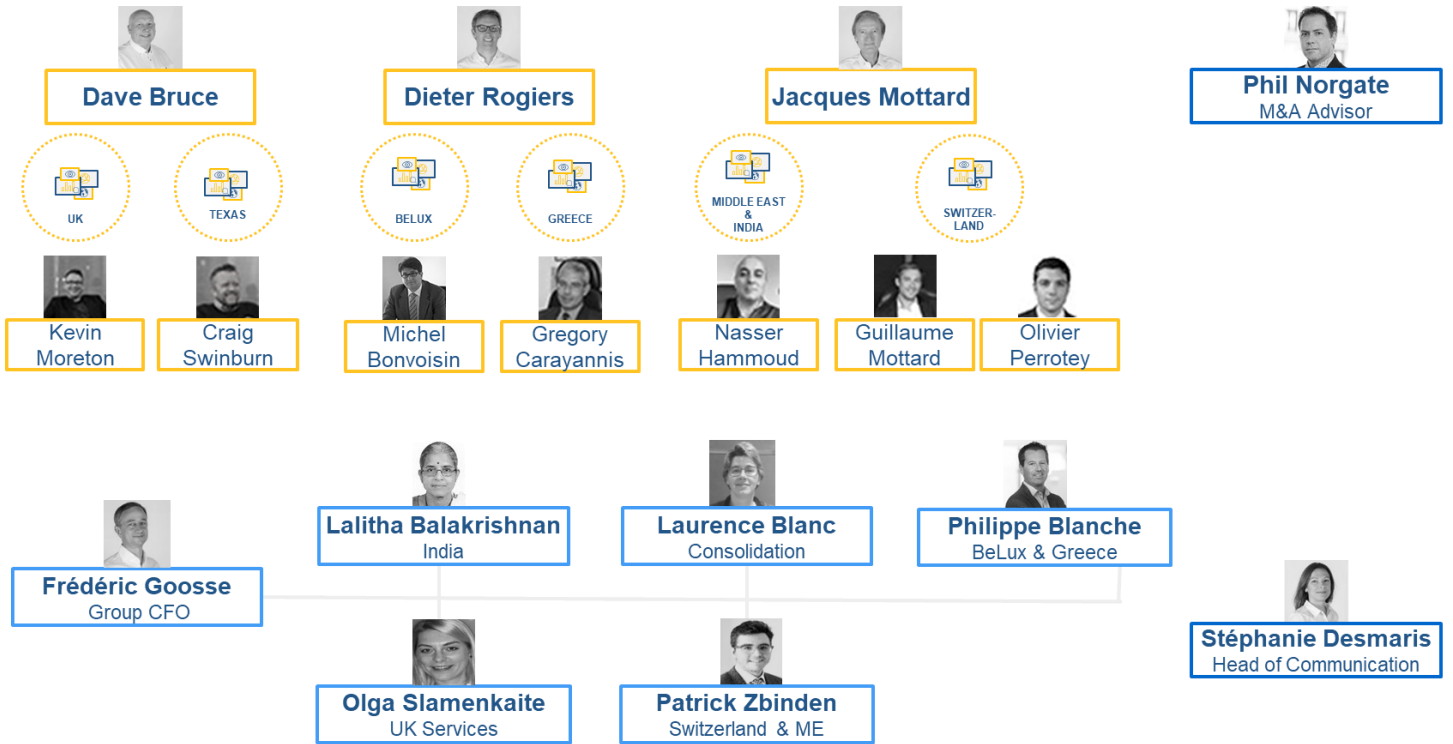 Dave Bruce
Dieter Rogiers
Jacques Mottard
Phil Norgate
M&A Advisor
UK
TEXAS
BELUX
GREECE
MIDDLE EAST
&
INDIA
SWITZER-
LAND
Kevin
Moreton
Craig
Swinburn
Michel
Bonvoisin
Gregory
Carayannis
Nasser
Hammoud
Guillaume
Mottard
Olivier
Perrotey
Lalitha Balakrishnan
India
Laurence Blanc
Consolidation
Philippe Blanche
BeLux & Greece
Frédéric Goosse
Group CFO
Stéphanie Desmaris
Head of Communication
Olga Slamenkaite
UK Services
Patrick Zbinden
Switzerland & ME